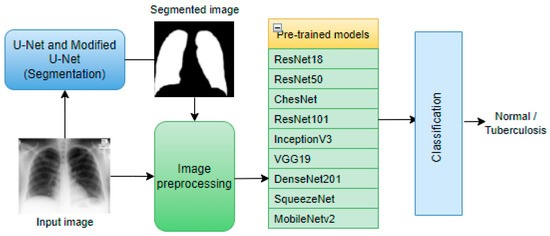 Segmented image
U-Net and Modified
U-Net
(Segmentation)
Input image
Image
preprocessing
Pre-trained models
ResNet18
ResNet50
ChesNet
ResNet101
InceptionV3
VGG19
DenseNet201
SqueezeNet
MobileNetv2
Classification
Normal /
Tuberculosis